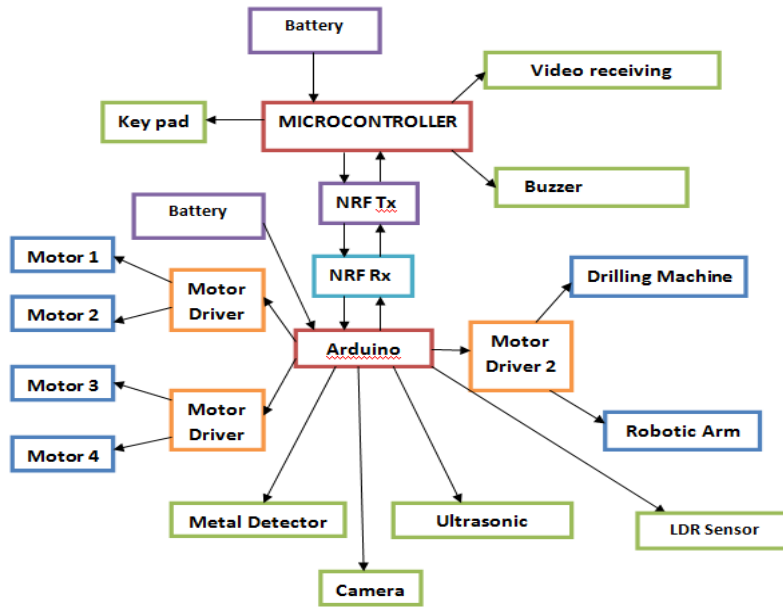 Battery
Video receiving
Key pad
MICROCONTROLLER
Buzzer
NRF Tx
Battery
NRF Rx
Motor 1
Motor
Driver
Motor 2
Drilling Machine
Arduino
Motor
Driver 2
Motor 3
Motor
Driver
Motor 4
Robotic Arm
Metal Detector
Ultrasonic
LDR Sensor
Camera